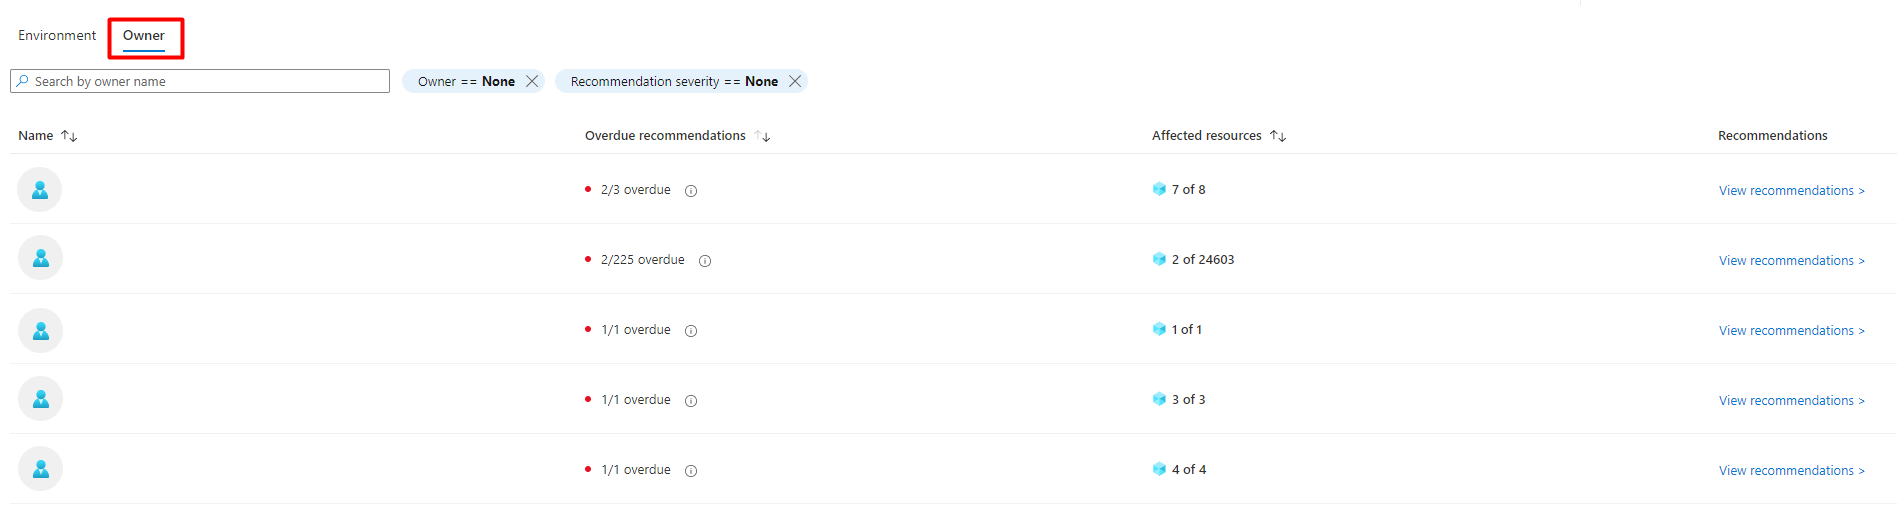 Environment Owner
Search by owner name Owner == None Recommendation severity == None
Name Overdue recommendations Affected resources Recommendations
2/3 overdue 7 of 8 View recommendations >
2/225 overdue 2 of 24603 View recommendations >
1/1 overdue 1 of 1 View recommendations >
1/1 overdue 3 of 3 View recommendations >
1/1 overdue 4 of 4 View recommendations >